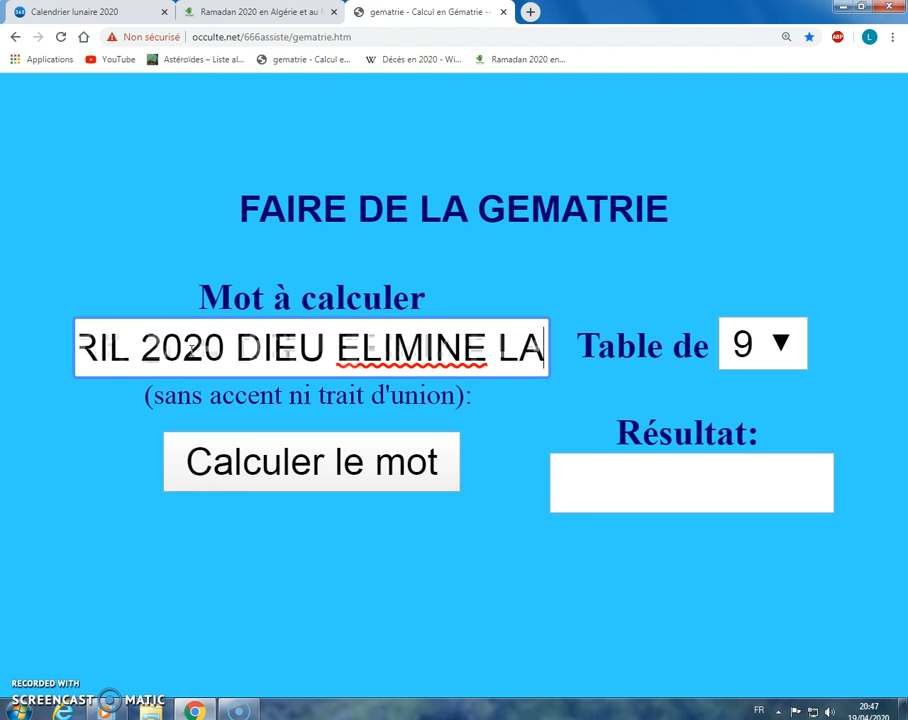 Calendrier lunaire 2020
Ramadan 2020 en Algérie et au
gematrie - Calcul en Gématrie --
Non sécurisé
occulte.net/666assiste/gematrie.htm
ABP
L
Applications
YouTube
Astéroïdes – Liste al...
gematrie - Calcul e...
W Décès en 2020 - Wi...
Ramadan 2020 en...
FAIRE DE LA GEMATRIE
Mot à calculer
RIL 2020 DIEU ELIMINE LA
Table de 9
(sans accent ni trait d'union):
Résultat:
Calculer le mot
RECORDED WITH
SCREENCAST MATIC
FR
20:47
19/04/2020